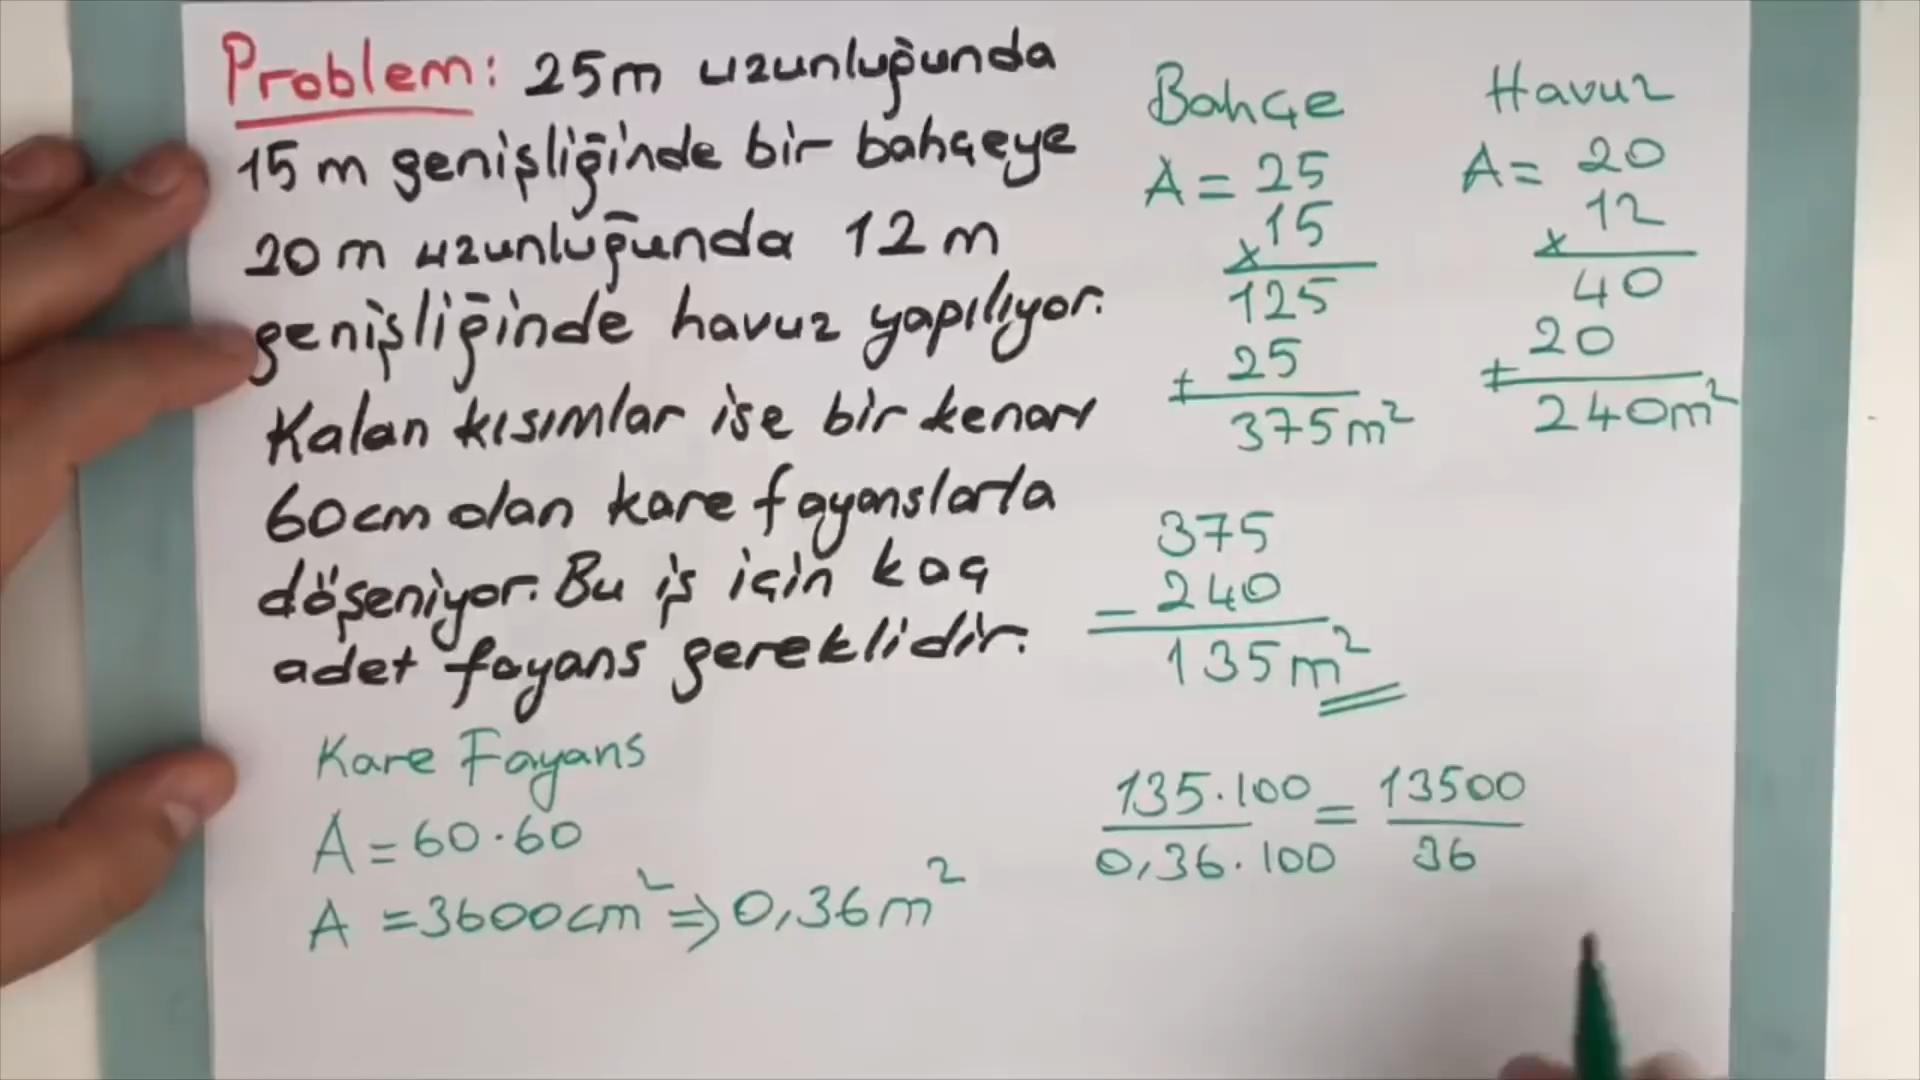 Problem: 25m uzunluğunda
15 m genişliğinde bir bahçeye
20 m uzunluğunda 12 m
genişliğinde havuz yapılıyor.
Kalan kısımlar ise bir kenarı
60cm olan kare fayanslarla
döşeniyor. Bu iş için kaç
adet fayans gereklidir.
Kare Fayans
A = 60.60
A = 3600cm² ⇒ 0,36m²
Bahçe
A = 25
x 15
125
+ 25
375m²
Havuz
A = 20
x 12
40
+ 20
240m²
375
- 240
135m²
135.100 = 13500
0,36.100 36